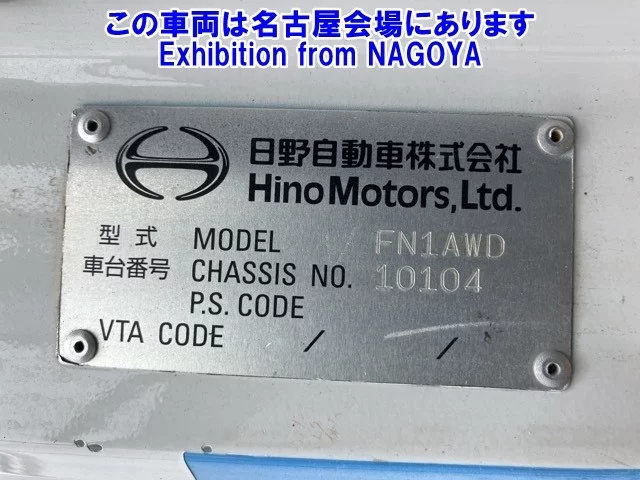 この車両は名古屋会場にあります
Exhibition from NAGOYA
日野自動車株式会社
Hino Motors, Ltd.
型式 MODEL FN1AWD
車台番号 CHASSIS NO. 10104
P.S. CODE
VTA CODE / /